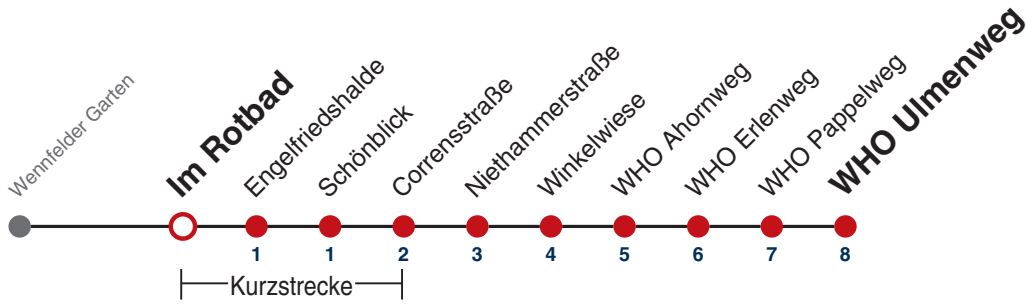 Wennfelder Garten
Im Rotbad
Engelfriedshalde
Schönblick
Corrensstraße
Niethammerstraße
Winkelwiese
WHO Ahornweg
WHO Erlenweg
WHO Pappelweg
WHO Ulmenweg
1 1 2 3 4 5 6 7 8
Kurzstrecke